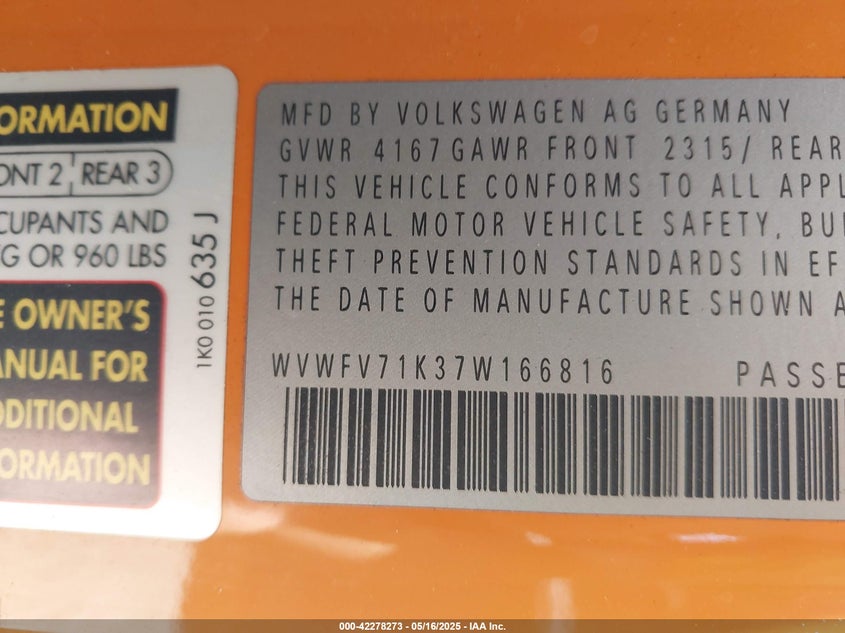 ORMATION
ONT 2 REAR 3
CUPANTS AND
G OR 960 LBS
E OWNER'S
ANUAL FOR
DDITIONAL
FORMATION
1K0 010 635 J
MFD BY VOLKSWAGEN AG GERMANY
GVWR 4167 GAWR FRONT 2315/ REAR
THIS VEHICLE CONFORMS TO ALL APPL
FEDERAL MOTOR VEHICLE SAFETY, BU
THEFT PREVENTION STANDARDS IN EF
THE DATE OF MANUFACTURE SHOWN A
WVWFV71K37W166816 PASSE
000-42278273 - 05/16/2025 - IAA Inc.